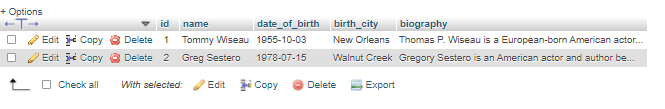 + Options
id name date_of_birth birth_city biography
Edit Copy Delete 1 Tommy Wiseau 1955-10-03 New Orleans Thomas P. Wiseau is a European-born American actor...
Edit Copy Delete 2 Greg Sestero 1978-07-15 Walnut Creek Gregory Sestero is an American actor and author be...
Check all With selected: Edit Copy Delete Export